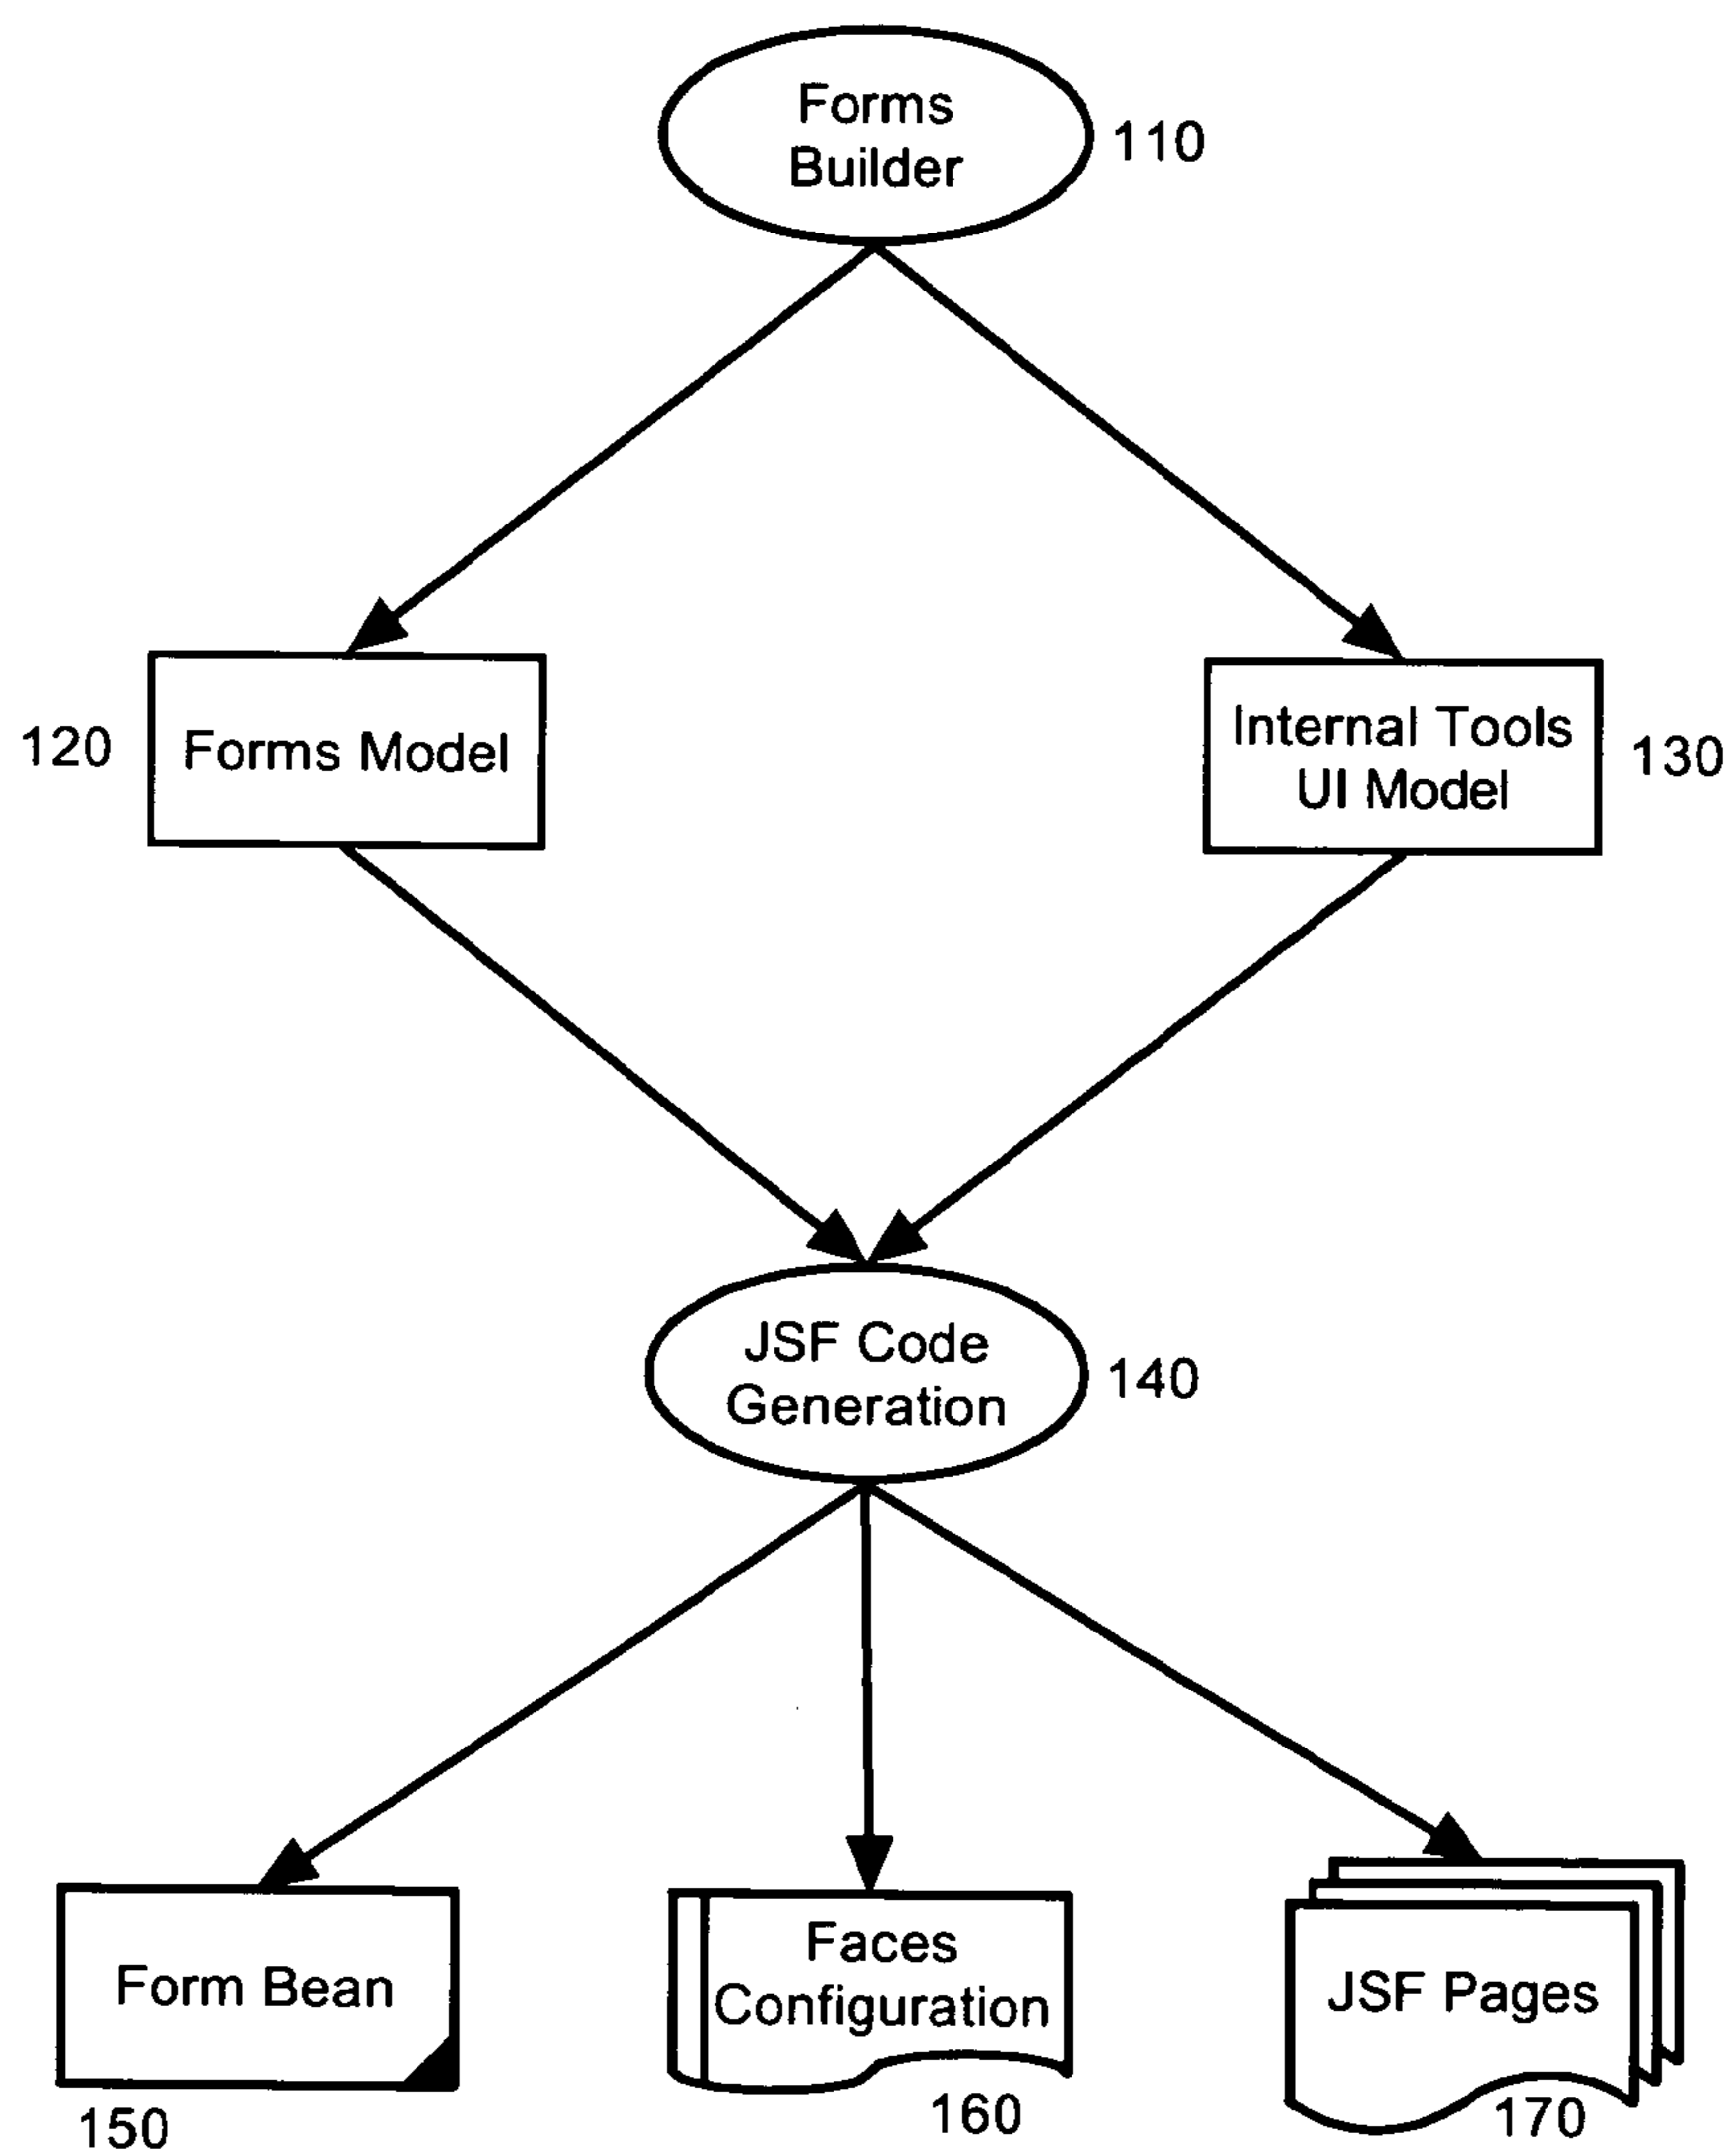 Forms
Builder
110
120
Forms Model
Internal Tools
UI Model
130
JSF Code
Generation
140
Form Bean
150
Faces
Configuration
160
JSF Pages
170